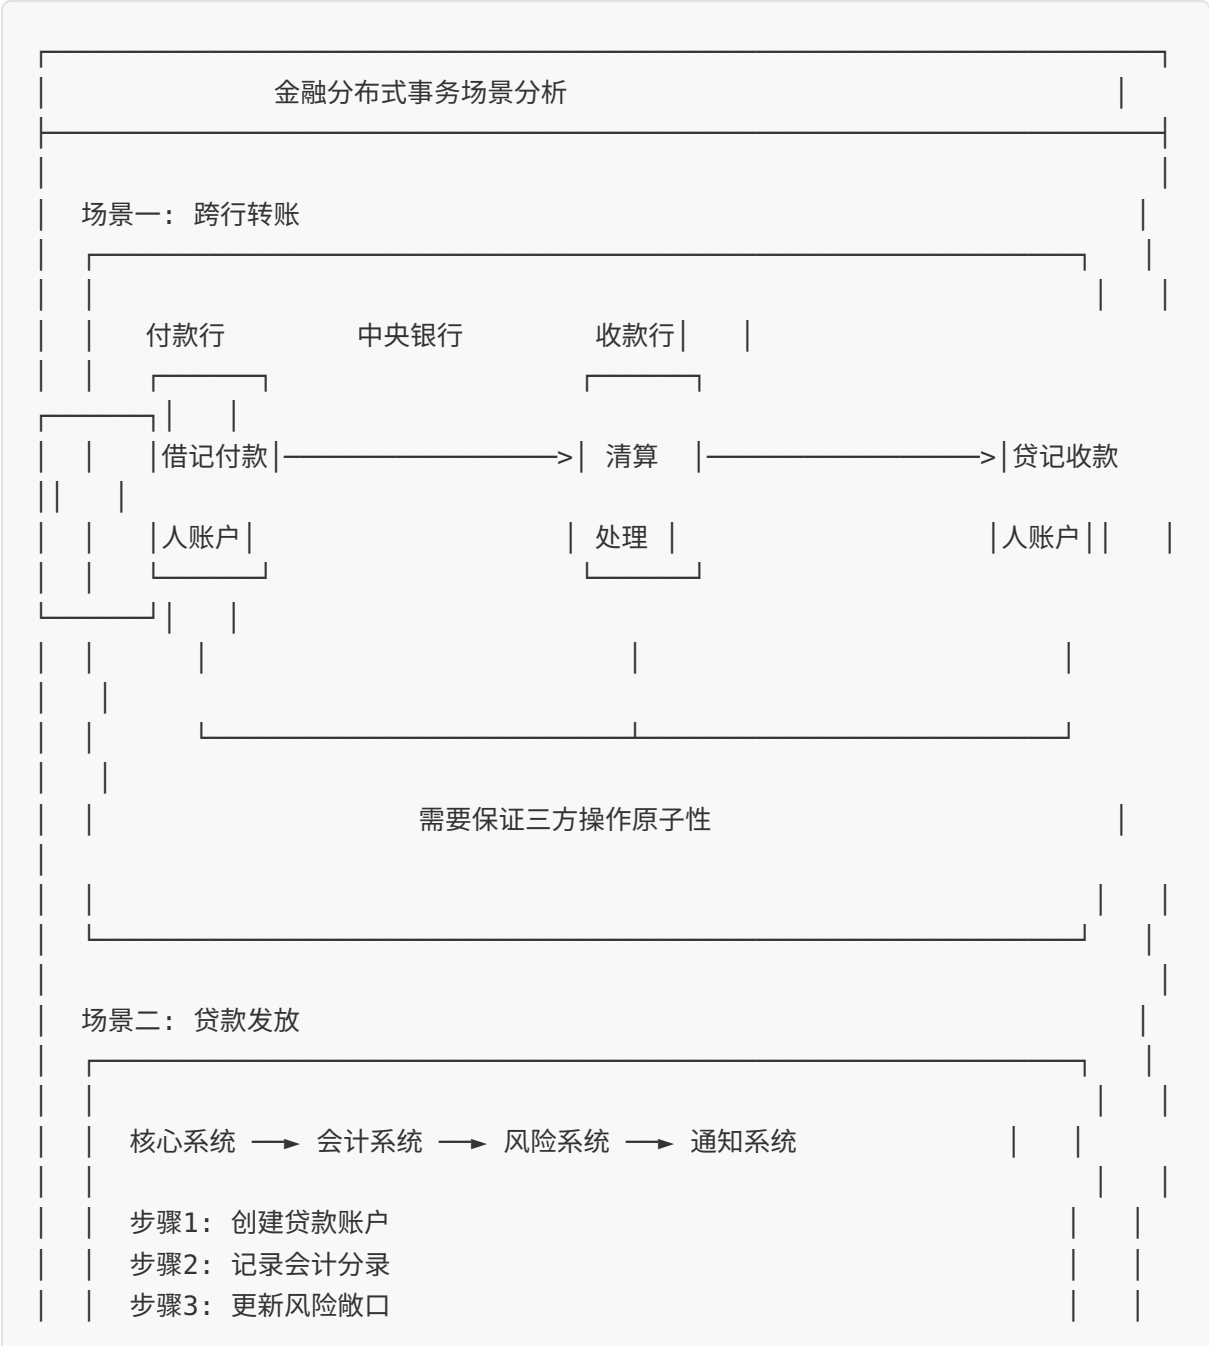 金融分布式事务场景分析
场景一: 跨行转账
付款行 中央银行 收款行
借记付款 > 清算 > 贷记收款
人账户 处理 人账户
需要保证三方操作原子性
场景二: 贷款发放
核心系统 ──► 会计系统 ──► 风险系统 ──► 通知系统
步骤1: 创建贷款账户
步骤2: 记录会计分录
步骤3: 更新风险敞口